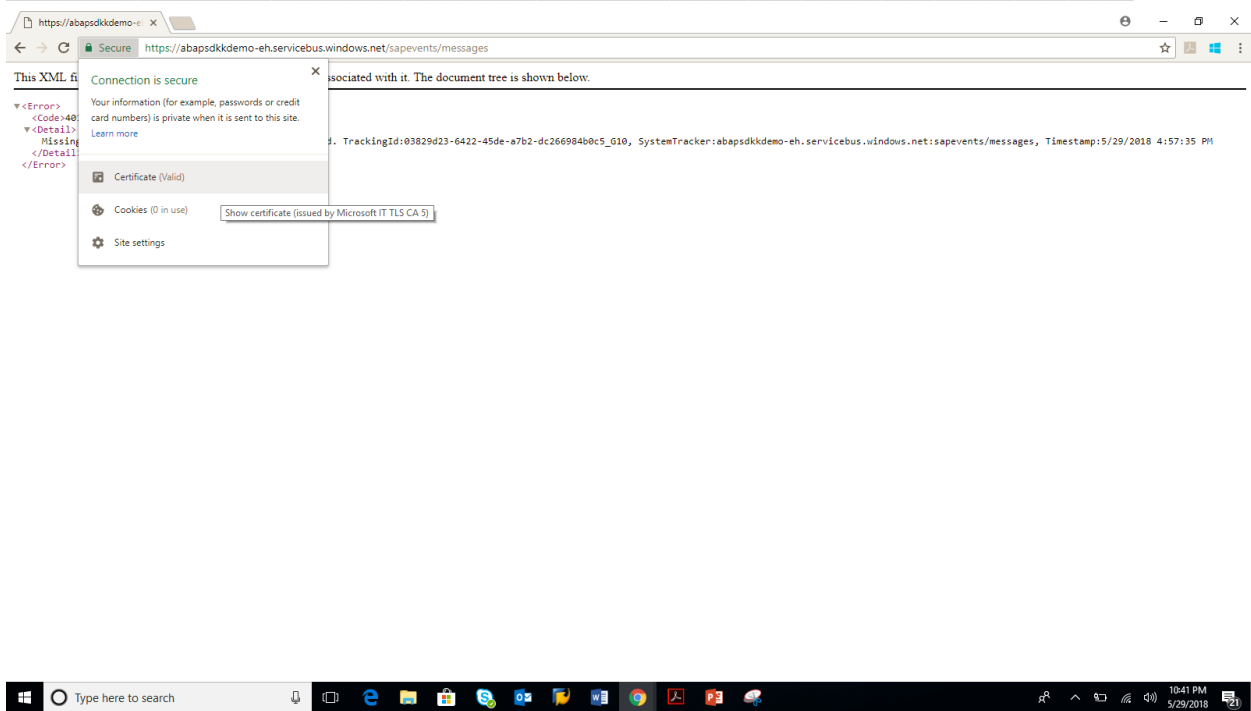 https://abapsdkkdemo-e
Secure https://abapsdkkdemo-eh.servicebus.windows.net/sapevents/messages
This XML fi ssociated with it. The document tree is shown below.
Connection is secure
Your information (for example, passwords or credit
card numbers) is private when it is sent to this site.
Learn more
Certificate (Valid)
Cookies (0 in use)
Show certificate (issued by Microsoft IT TLS CA 5)
Site settings
<Error>
<Code>40
<Detail>
Missing d. TrackingId:03829d23-6422-45de-a7b2-dc266984b0c5_G10, SystemTracker:abapsdkkdemo-eh.servicebus.windows.net:sapevents/messages, Timestamp:5/29/2018 4:57:35 PM
</Detail
</Error>
Type here to search
10:41 PM
5/29/2018
21